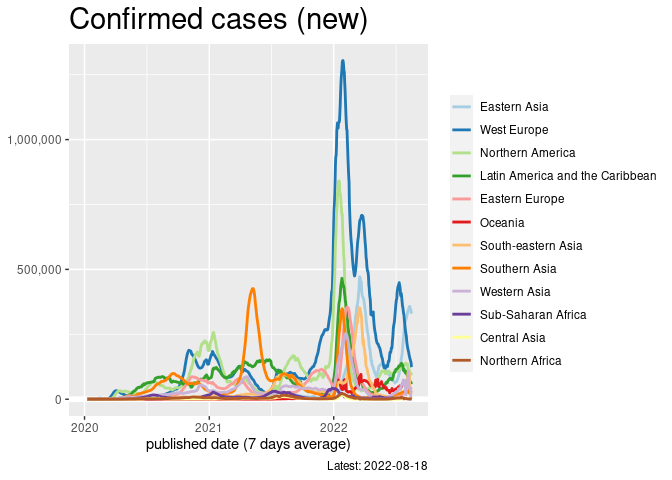 Confirmed cases (new)
1,000,000
500,000
0
2020
2021
2022
published date (7 days average)
Latest: 2022-08-18
Eastern Asia
West Europe
Northern America
Latin America and the Caribbean
Eastern Europe
Oceania
South-eastern Asia
Southern Asia
Western Asia
Sub-Saharan Africa
Central Asia
Northern Africa